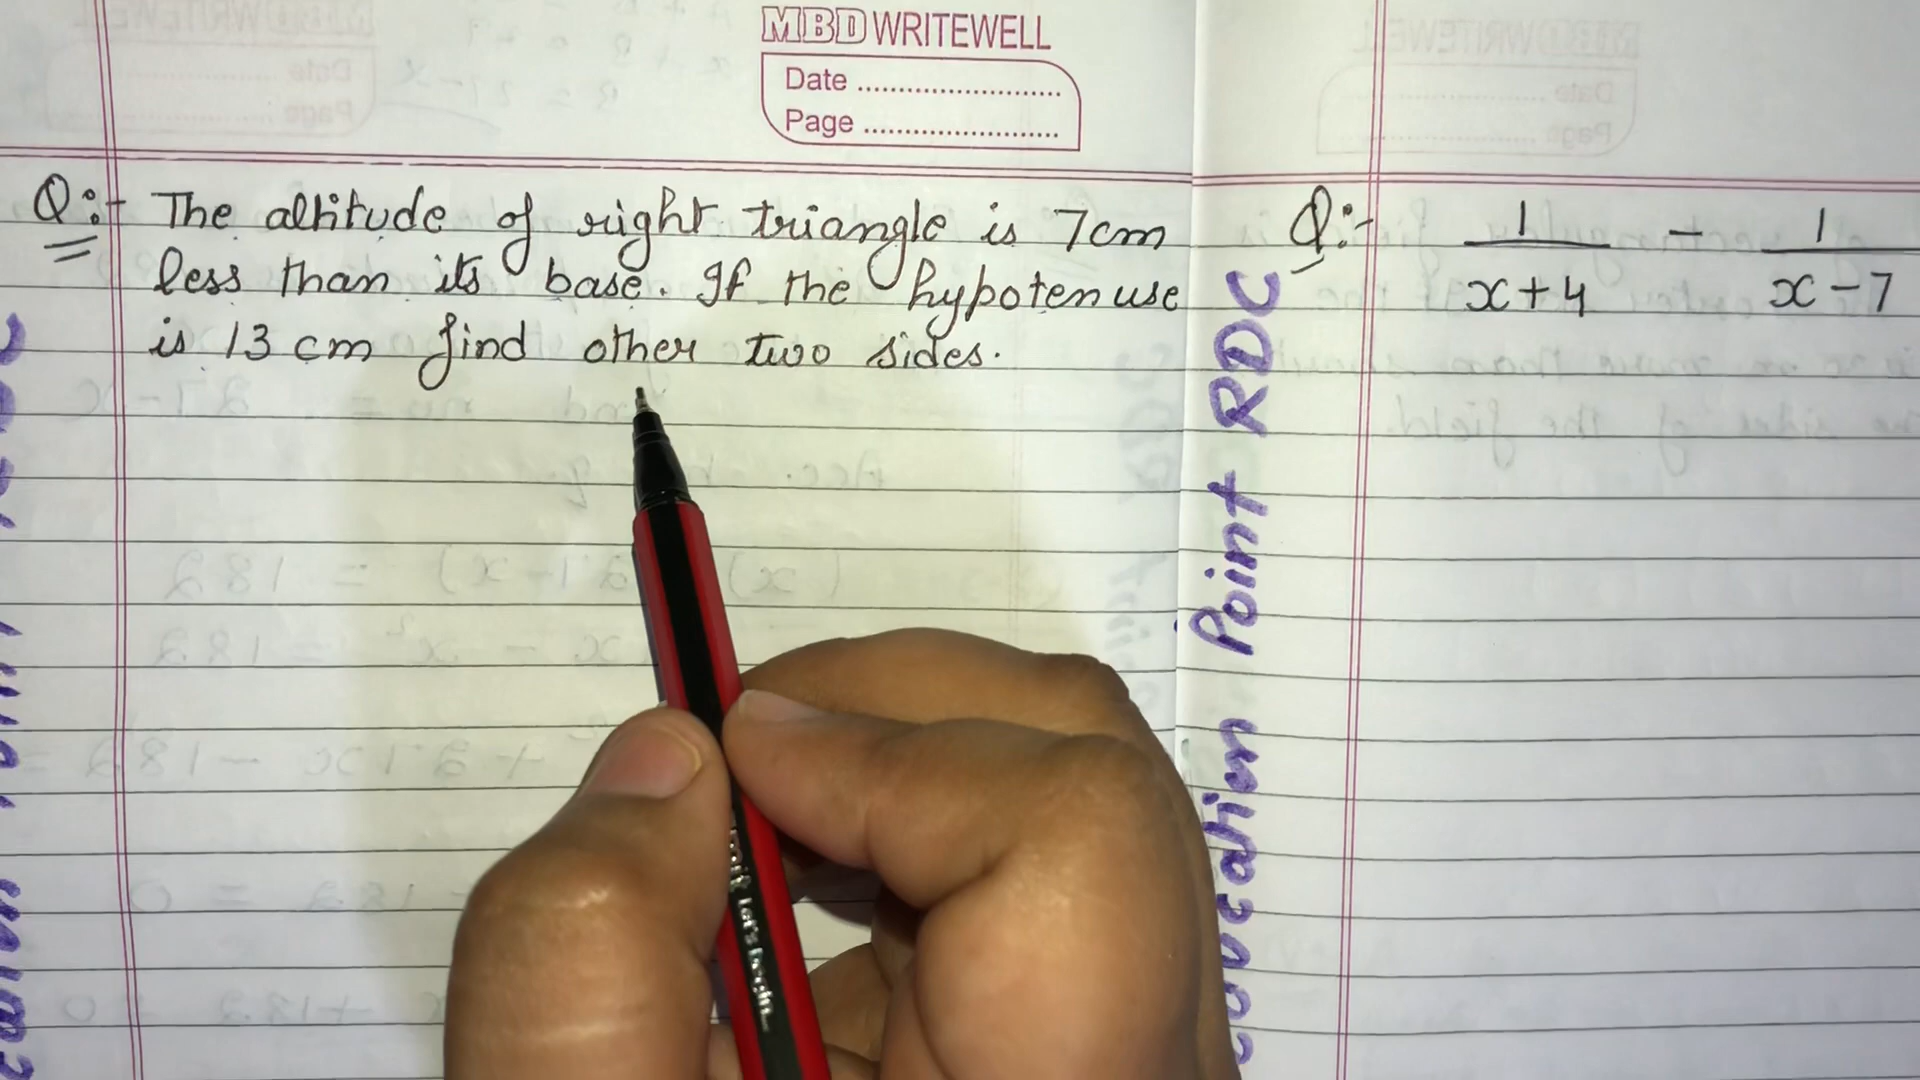 MBD WRITEWELL
Date
Page
Q:- The altitude of right triangle is 7cm
less than its base. If the hypotenuse
is 13 cm find other two sides.
Q:- 1/(x+4) - 1/(x-7)
Point RDC